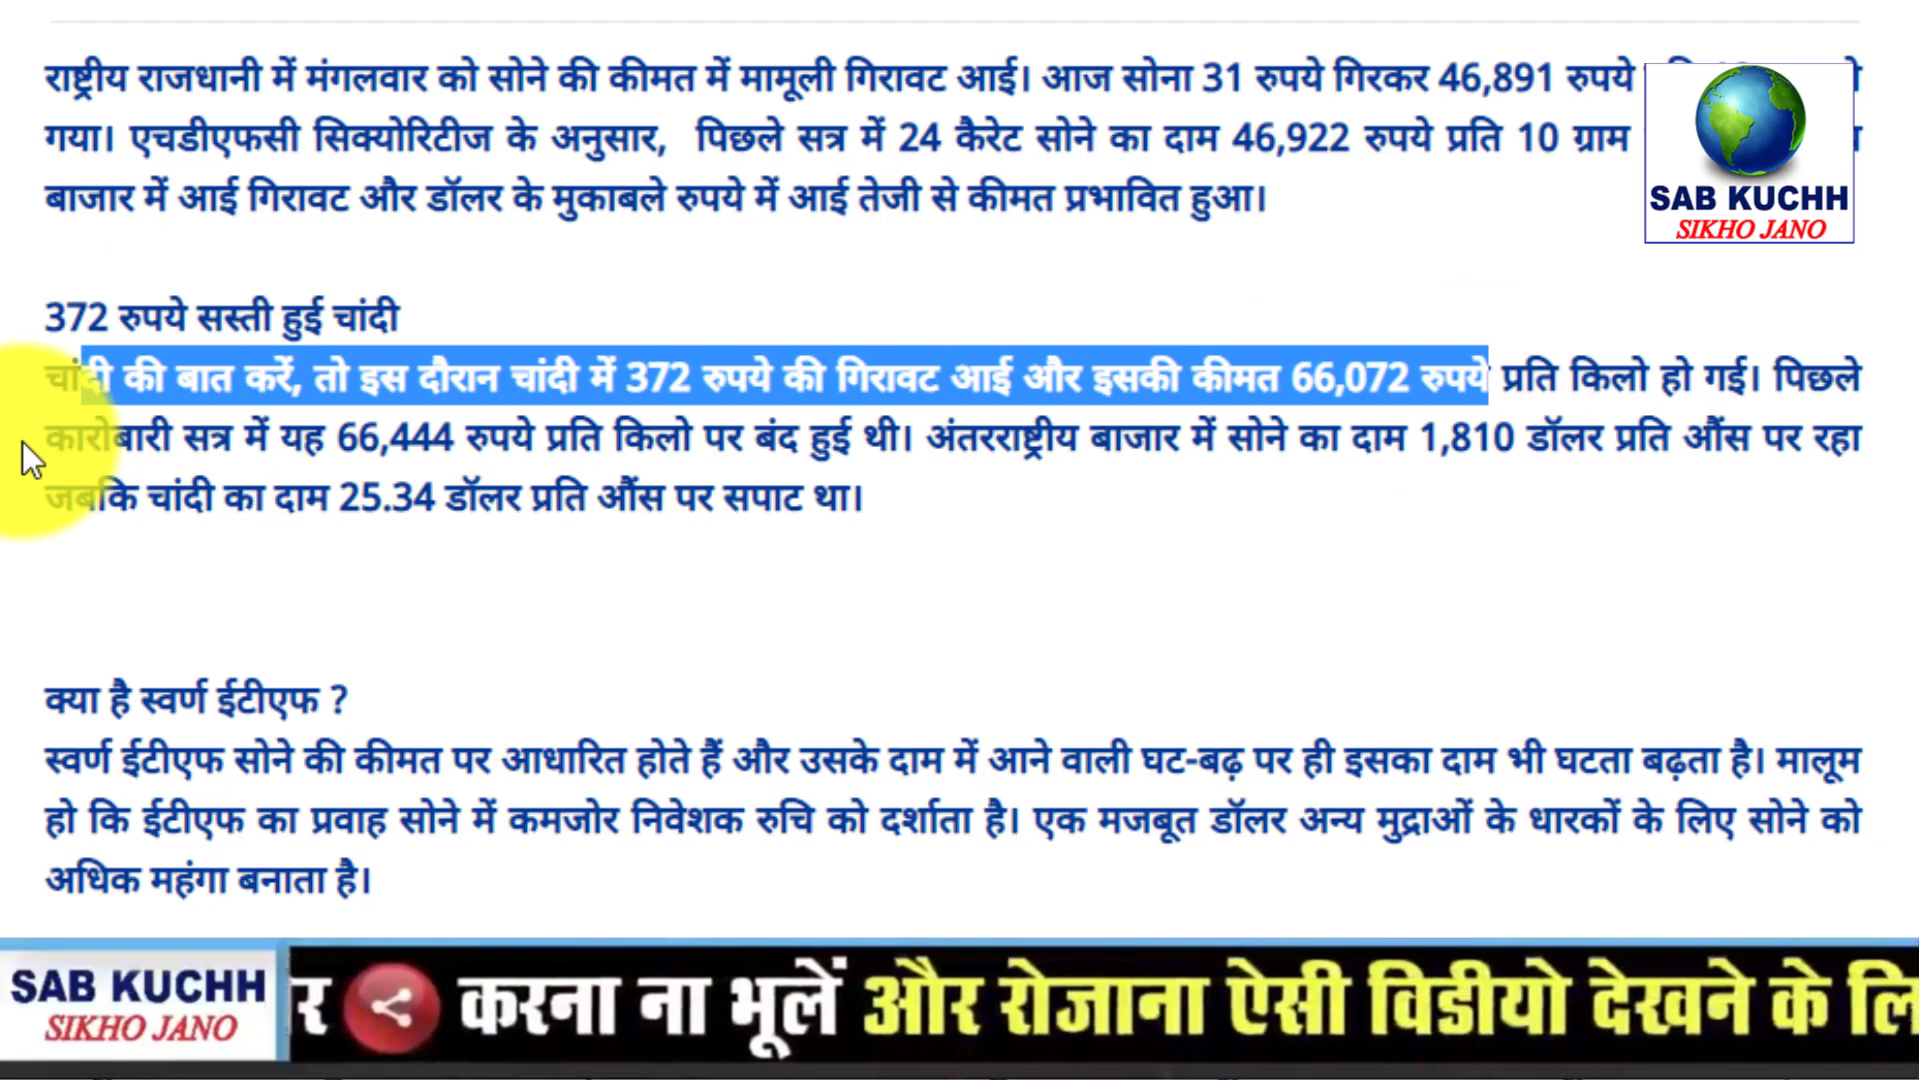 राष्ट्रीय राजधानी में मंगलवार को सोने की कीमत में मामूली गिरावट आई। आज सोना 31 रुपये गिरकर 46,891 रुपये
गया। एचडीएफसी सिक्योरिटीज के अनुसार, पिछले सत्र में 24 कैरेट सोने का दाम 46,922 रुपये प्रति 10 ग्राम
बाजार में आई गिरावट और डॉलर के मुकाबले रुपये में आई तेजी से कीमत प्रभावित हुआ।
SAB KUCHH
SIKHO JANO
372 रुपये सस्ती हुई चांदी
चांदी की बात करें, तो इस दौरान चांदी में 372 रुपये की गिरावट आई और इसकी कीमत 66,072 रुपये प्रति किलो हो गई। पिछले
कारोबारी सत्र में यह 66,444 रुपये प्रति किलो पर बंद हुई थी। अंतरराष्ट्रीय बाजार में सोने का दाम 1,810 डॉलर प्रति औंस पर रहा
जबकि चांदी का दाम 25.34 डॉलर प्रति औंस पर सपाट था।
क्या है स्वर्ण ईटीएफ ?
स्वर्ण ईटीएफ सोने की कीमत पर आधारित होते हैं और उसके दाम में आने वाली घट-बढ़ पर ही इसका दाम भी घटता बढ़ता है। मालूम
हो कि ईटीएफ का प्रवाह सोने में कमजोर निवेशक रुचि को दर्शाता है। एक मजबूत डॉलर अन्य मुद्राओं के धारकों के लिए सोने को
अधिक महंगा बनाता है।
SAB KUCHH
SIKHO JANO
र करना ना भूलें और रोजाना ऐसी विडीयो देखने के लि